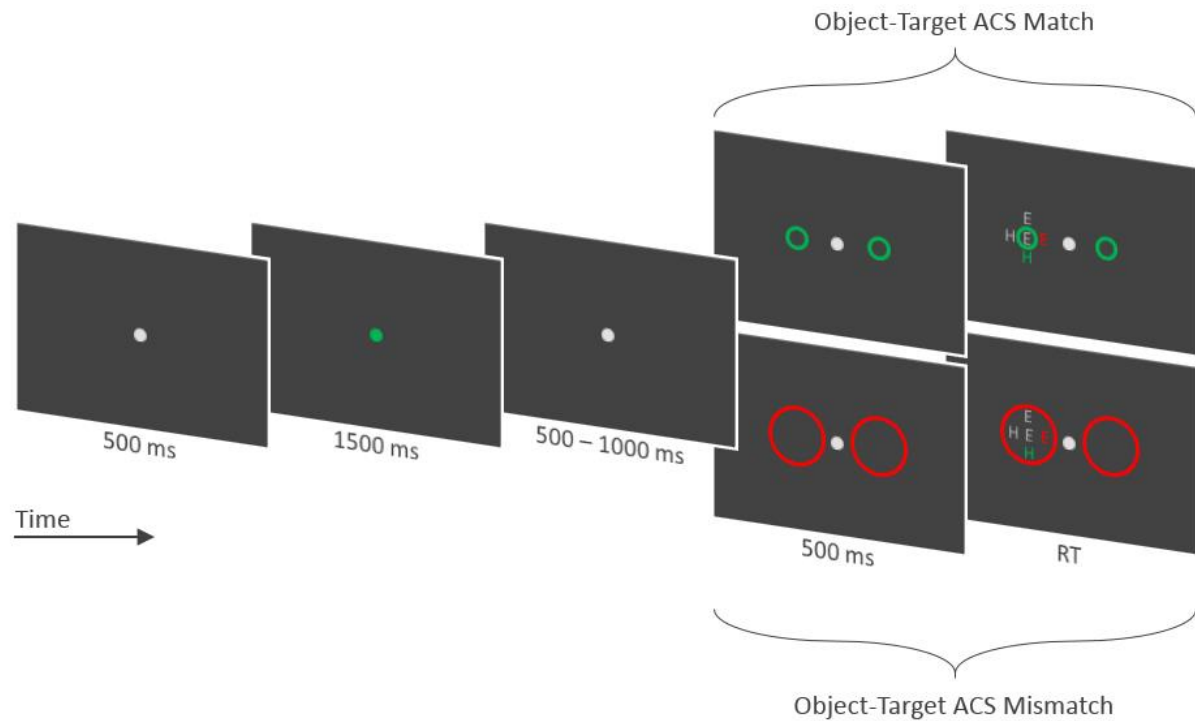 Object-Target ACS Match
E
H E E
H
500 ms
1500 ms
500 – 1000 ms
E
H E E
H
Time
500 ms
RT
Object-Target ACS Mismatch